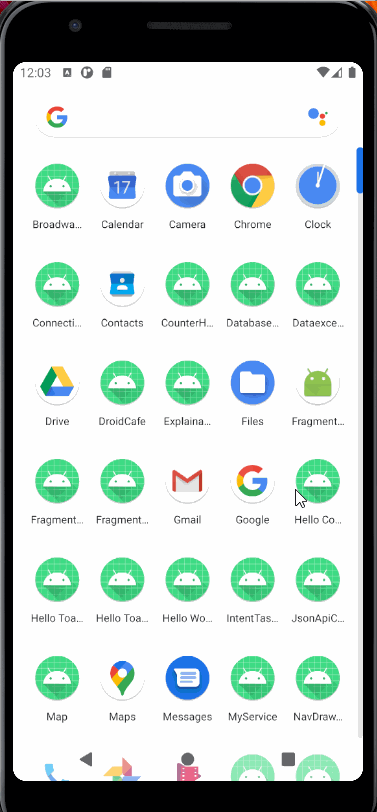 12:03
Broadwa... Calendar Camera Chrome Clock
Connecti... Contacts CounterH... Database... Dataexce...
Drive DroidCafe Explaina... Files Fragment...
Fragment... Fragment... Gmail Google Hello Co...
Hello Toa... Hello Toa... Hello Wo... IntentTas... JsonApiC...
Map Maps Messages MyService NavDraw...